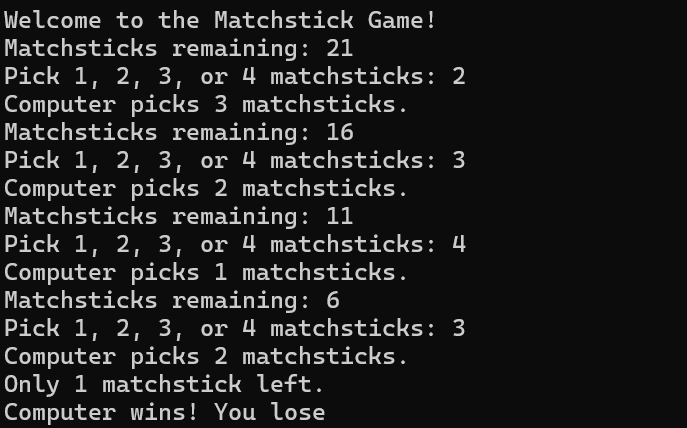 Welcome to the Matchstick Game!
Matchsticks remaining: 21
Pick 1, 2, 3, or 4 matchsticks: 2
Computer picks 3 matchsticks.
Matchsticks remaining: 16
Pick 1, 2, 3, or 4 matchsticks: 3
Computer picks 2 matchsticks.
Matchsticks remaining: 11
Pick 1, 2, 3, or 4 matchsticks: 4
Computer picks 1 matchsticks.
Matchsticks remaining: 6
Pick 1, 2, 3, or 4 matchsticks: 3
Computer picks 2 matchsticks.
Only 1 matchstick left.
Computer wins! You lose